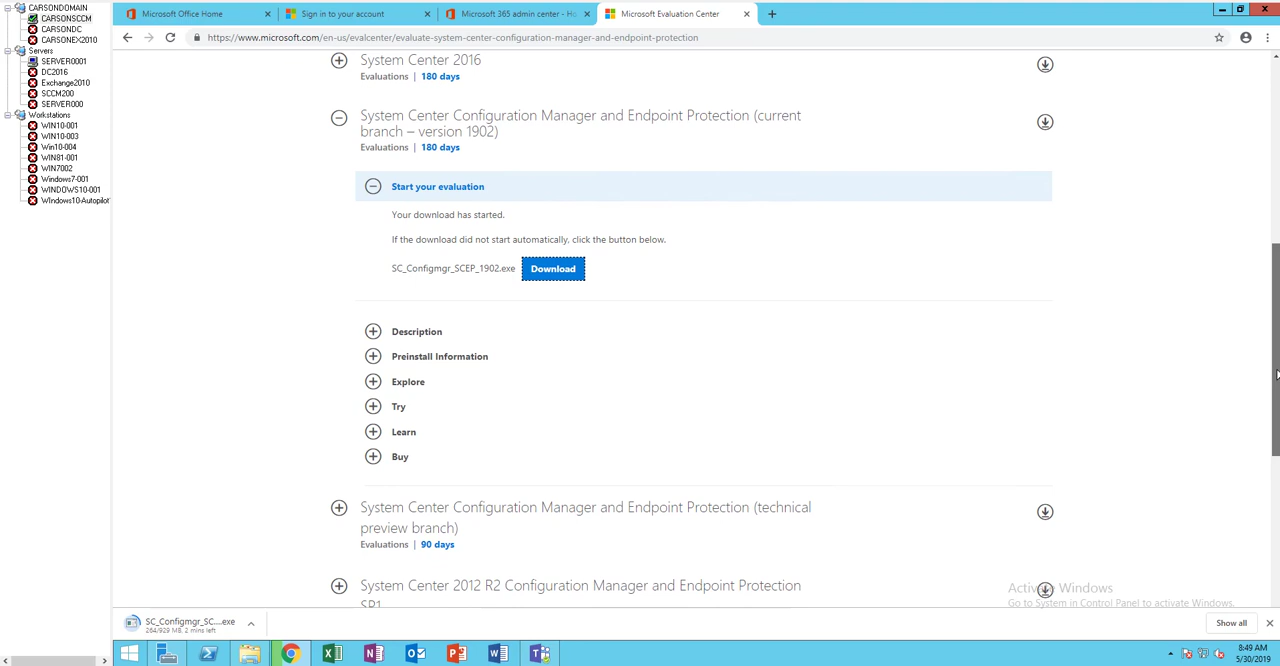 CARSONDOMAIN
CARSONSCCM
CARSONDC
CARSONEX2010
Servers
SERVER0001
DC2016
Exchange2010
SCCM200
SERVER000
Workstations
WIN10-001
WIN10-003
Win10-004
WIN81-001
WIN7002
Windows7-001
WINDOWS10-001
WIndows10-Autopilot
Microsoft Office Home
Sign in to your account
Microsoft 365 admin center - Ho
Microsoft Evaluation Center
https://www.microsoft.com/en-us/evalcenter/evaluate-system-center-configuration-manager-and-endpoint-protection
System Center 2016
Evaluations | 180 days
System Center Configuration Manager and Endpoint Protection (current
branch – version 1902)
Evaluations | 180 days
Start your evaluation
Your download has started.
If the download did not start automatically, click the button below.
SC_Configmgr_SCEP_1902.exe Download
Description
Preinstall Information
Explore
Try
Learn
Buy
System Center Configuration Manager and Endpoint Protection (technical
preview branch)
Evaluations | 90 days
System Center 2012 R2 Configuration Manager and Endpoint Protection
SP1
Activate Windows
Go to System in Control Panel to activate Windows.
SC_Configmgr_SC....exe
264/929 MB, 2 mins left
Show all
8:49 AM
5/30/2019